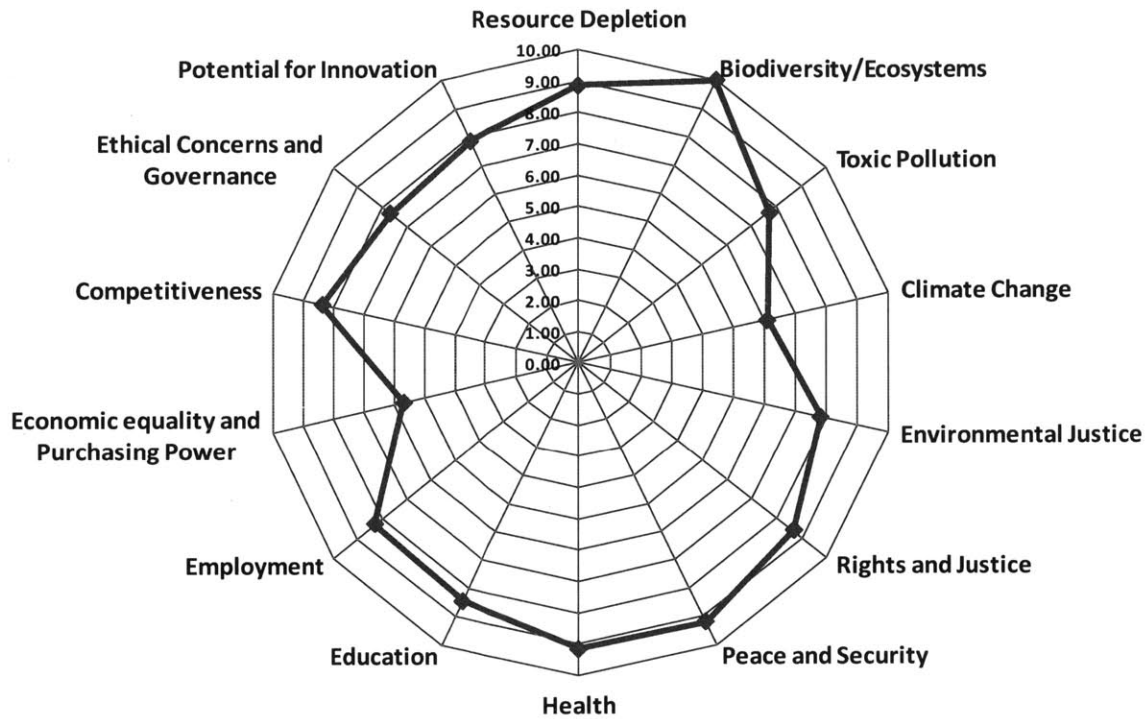 Resource Depletion
10.00
9.00
8.00
7.00
6.00
5.00
4.00
3.00
2.00
1.00
0.00
Biodiversity/Ecosystems
Toxic Pollution
Climate Change
Environmental Justice
Rights and Justice
Peace and Security
Health
Education
Employment
Economic equality and
Purchasing Power
Competitiveness
Ethical Concerns and
Governance
Potential for Innovation